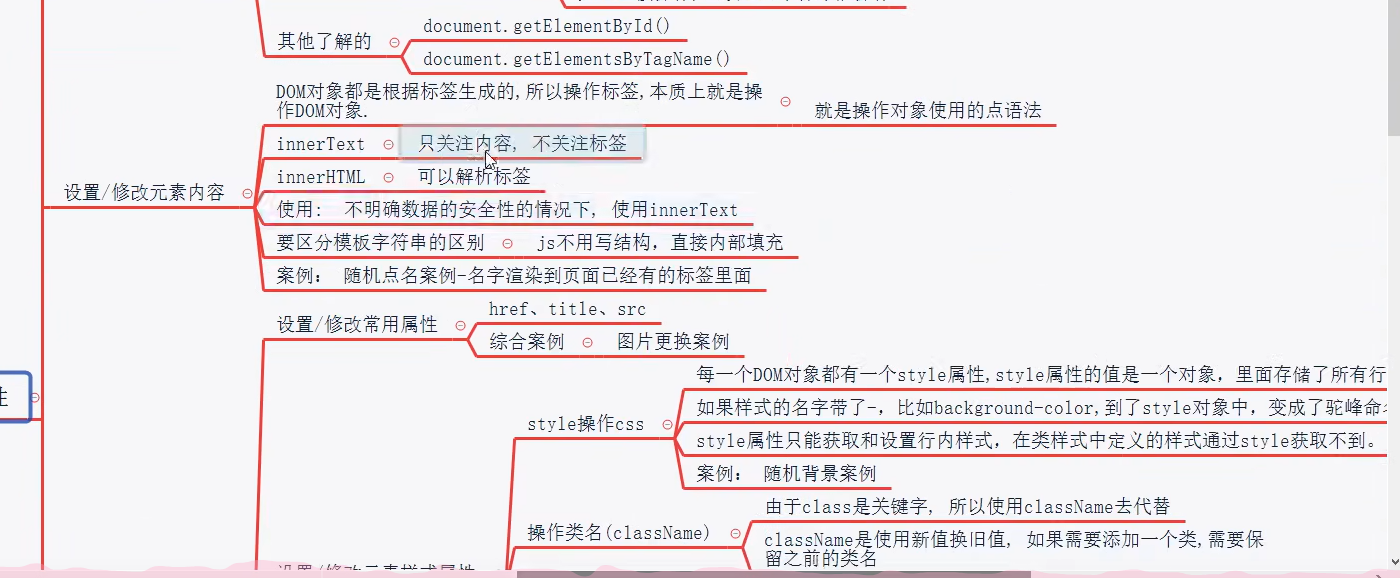 其他了解的
document.getElementById()
document.getElementsByTagName()
DOM对象都是根据标签生成的,所以操作标签,本质上就是操
作DOM对象.
就是操作对象使用的点语法
innerText
只关注内容, 不关注标签
设置/修改元素内容
innerHTML
可以解析标签
使用: 不明确数据的安全性的情况下, 使用innerText
要区分模板字符串的区别
js不用写结构，直接内部填充
案例： 随机点名案例-名字渲染到页面已经有的标签里面
设置/修改常用属性
href、title、src
综合案例
图片更换案例
style操作css
每一个DOM对象都有一个style属性,style属性的值是一个对象，里面存储了所有行
如果样式的名字带了-，比如background-color,到了style对象中，变成了驼峰命
style属性只能获取和设置行内样式，在类样式中定义的样式通过style获取不到。
案例： 随机背景案例
操作类名(className)
由于class是关键字, 所以使用className去代替
className是使用新值换旧值, 如果需要添加一个类,需要保
留之前的类名